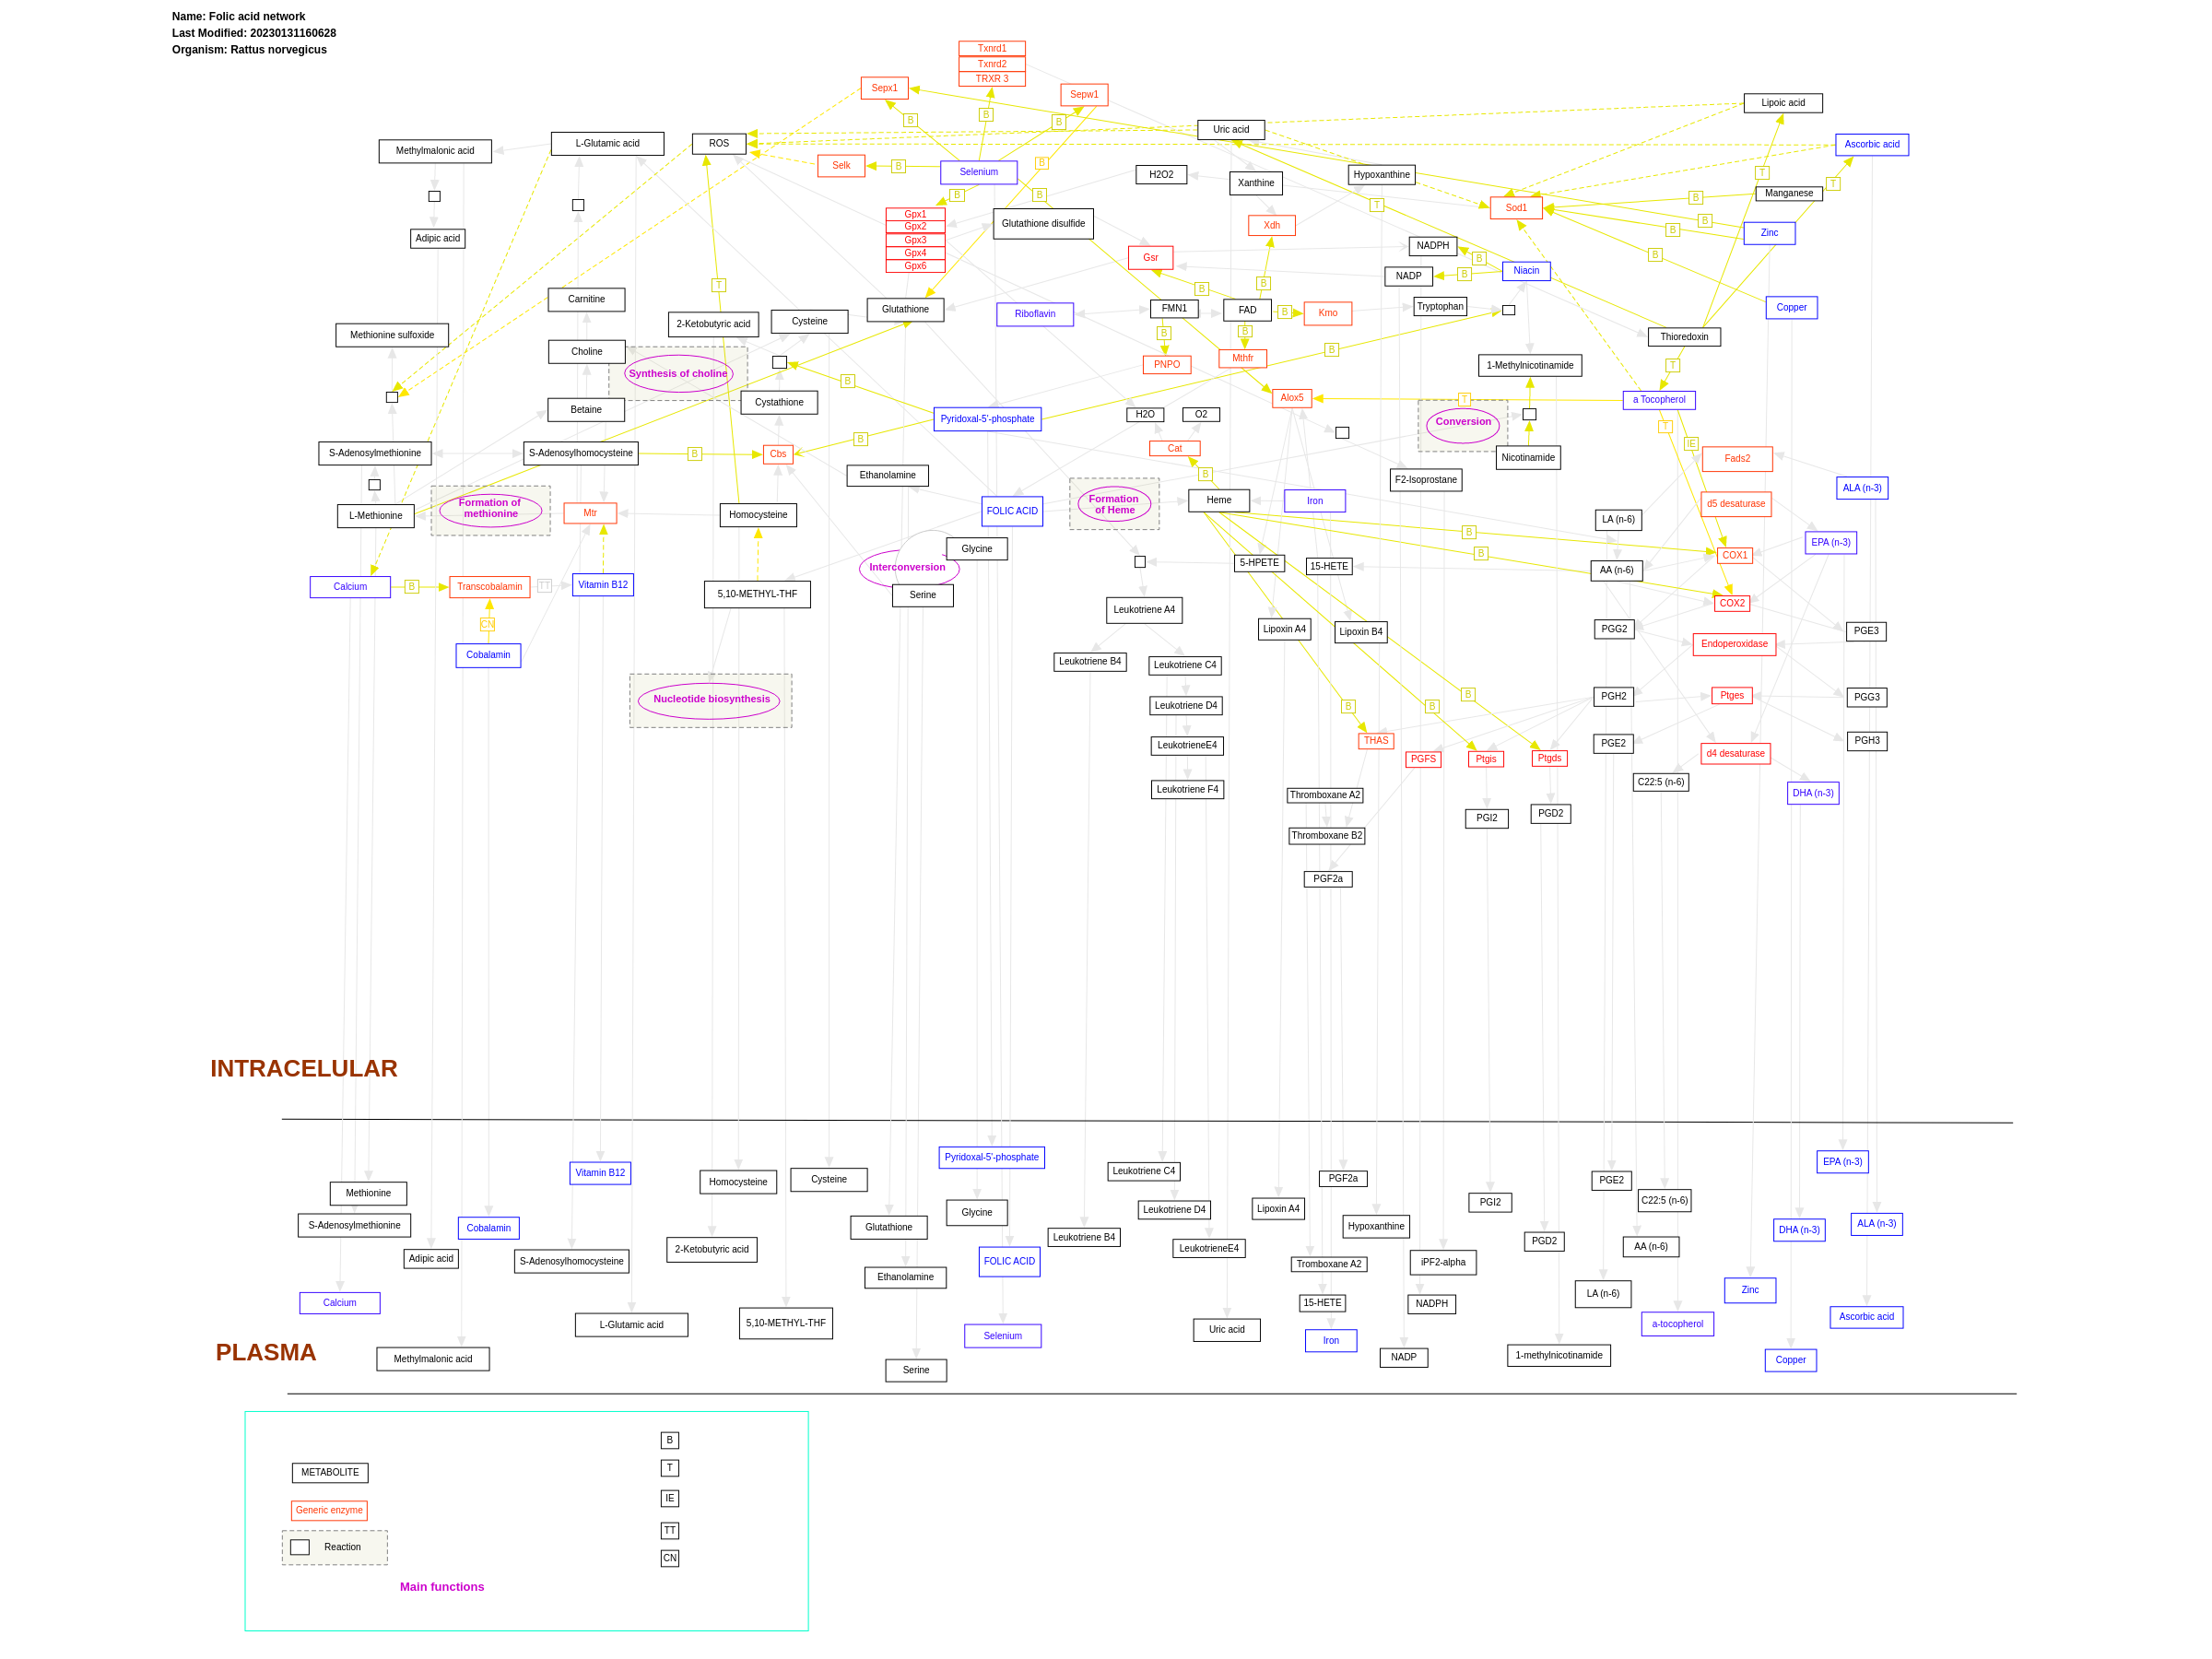 Name: Folic acid network
Last Modified: 20230131160628
Organism: Rattus norvegicus
Txnrd1
Txnrd2
TRXR 3
Sepx1
Sepw1
Lipoic acid
B
B
B
Uric acid
Methylmalonic acid
L-Glutamic acid
ROS
Ascorbic acid
Selk
B
Selenium
B
H2O2
Xanthine
Hypoxanthine
T
T
B
B
Manganese
B
Adipic acid
Gpx1
Gpx2
Gpx3
Gpx4
Gpx6
Glutathione disulfide
Xdh
T
Sod1
B
B
Zinc
Gsr
NADPH
B
B
NADP
B
Niacin
T
B
B
Carnitine
Glutathione
Riboflavin
FMN1
FAD
B
Kmo
Tryptophan
Copper
2-Ketobutyric acid
Cysteine
Methionine sulfoxide
B
B
Thioredoxin
Choline
Synthesis of choline
PNPO
Mthfr
B
1-Methylnicotinamide
T
B
Betaine
Cystathione
Pyridoxal-5'-phosphate
H2O
O2
Alox5
T
a Tocopherol
Conversion
T
S-Adenosylmethionine
S-Adenosylhomocysteine
B
Cbs
B
Cat
Nicotinamide
IE
Fads2
Ethanolamine
B
F2-Isoprostane
ALA (n-3)
Formation of
methionine
L-Methionine
Mtr
Homocysteine
FOLIC ACID
Formation
of Heme
Heme
Iron
d5 desaturase
LA (n-6)
B
EPA (n-3)
Glycine
B
COX1
Interconversion
5-HPETE
15-HETE
AA (n-6)
Calcium
B
Transcobalamin
TT
Vitamin B12
5,10-METHYL-THF
Serine
Leukotriene A4
COX2
CN
Lipoxin A4
Lipoxin B4
PGG2
PGE3
Cobalamin
Endoperoxidase
Leukotriene B4
Leukotriene C4
Nucleotide biosynthesis
Leukotriene D4
B
B
B
PGH2
Ptges
PGG3
LeukotrieneE4
THAS
PGFS
Ptgis
Ptgds
PGE2
d4 desaturase
PGH3
Leukotriene F4
Thromboxane A2
C22:5 (n-6)
DHA (n-3)
PGI2
PGD2
Thromboxane B2
PGF2a
INTRACELULAR
Pyridoxal-5'-phosphate
EPA (n-3)
Vitamin B12
Homocysteine
Cysteine
Leukotriene C4
PGF2a
PGE2
Methionine
Glycine
Leukotriene D4
Lipoxin A4
PGI2
C22:5 (n-6)
S-Adenosylmethionine
Cobalamin
Glutathione
Hypoxanthine
DHA (n-3)
ALA (n-3)
Leukotriene B4
LeukotrieneE4
PGD2
AA (n-6)
Adipic acid
S-Adenosylhomocysteine
2-Ketobutyric acid
FOLIC ACID
Tromboxane A2
iPF2-alpha
Ethanolamine
LA (n-6)
Zinc
Calcium
15-HETE
NADPH
L-Glutamic acid
5,10-METHYL-THF
Selenium
Uric acid
Iron
a-tocopherol
Ascorbic acid
PLASMA
Methylmalonic acid
Serine
NADP
1-methylnicotinamide
Copper
B
METABOLITE
T
IE
Generic enzyme
TT
Reaction
CN
Main functions